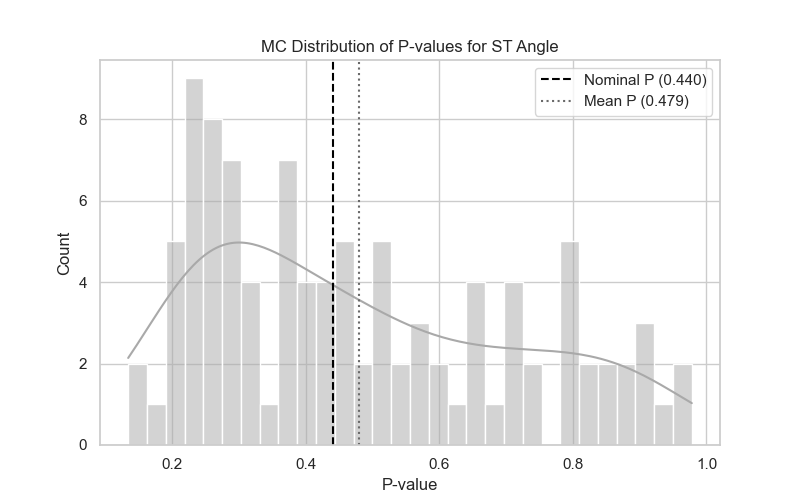 MC Distribution of P-values for ST Angle
Nominal P (0.440)
Mean P (0.479)
Count
8
6
4
2
0
0.2 0.4 0.6 0.8 1.0
P-value